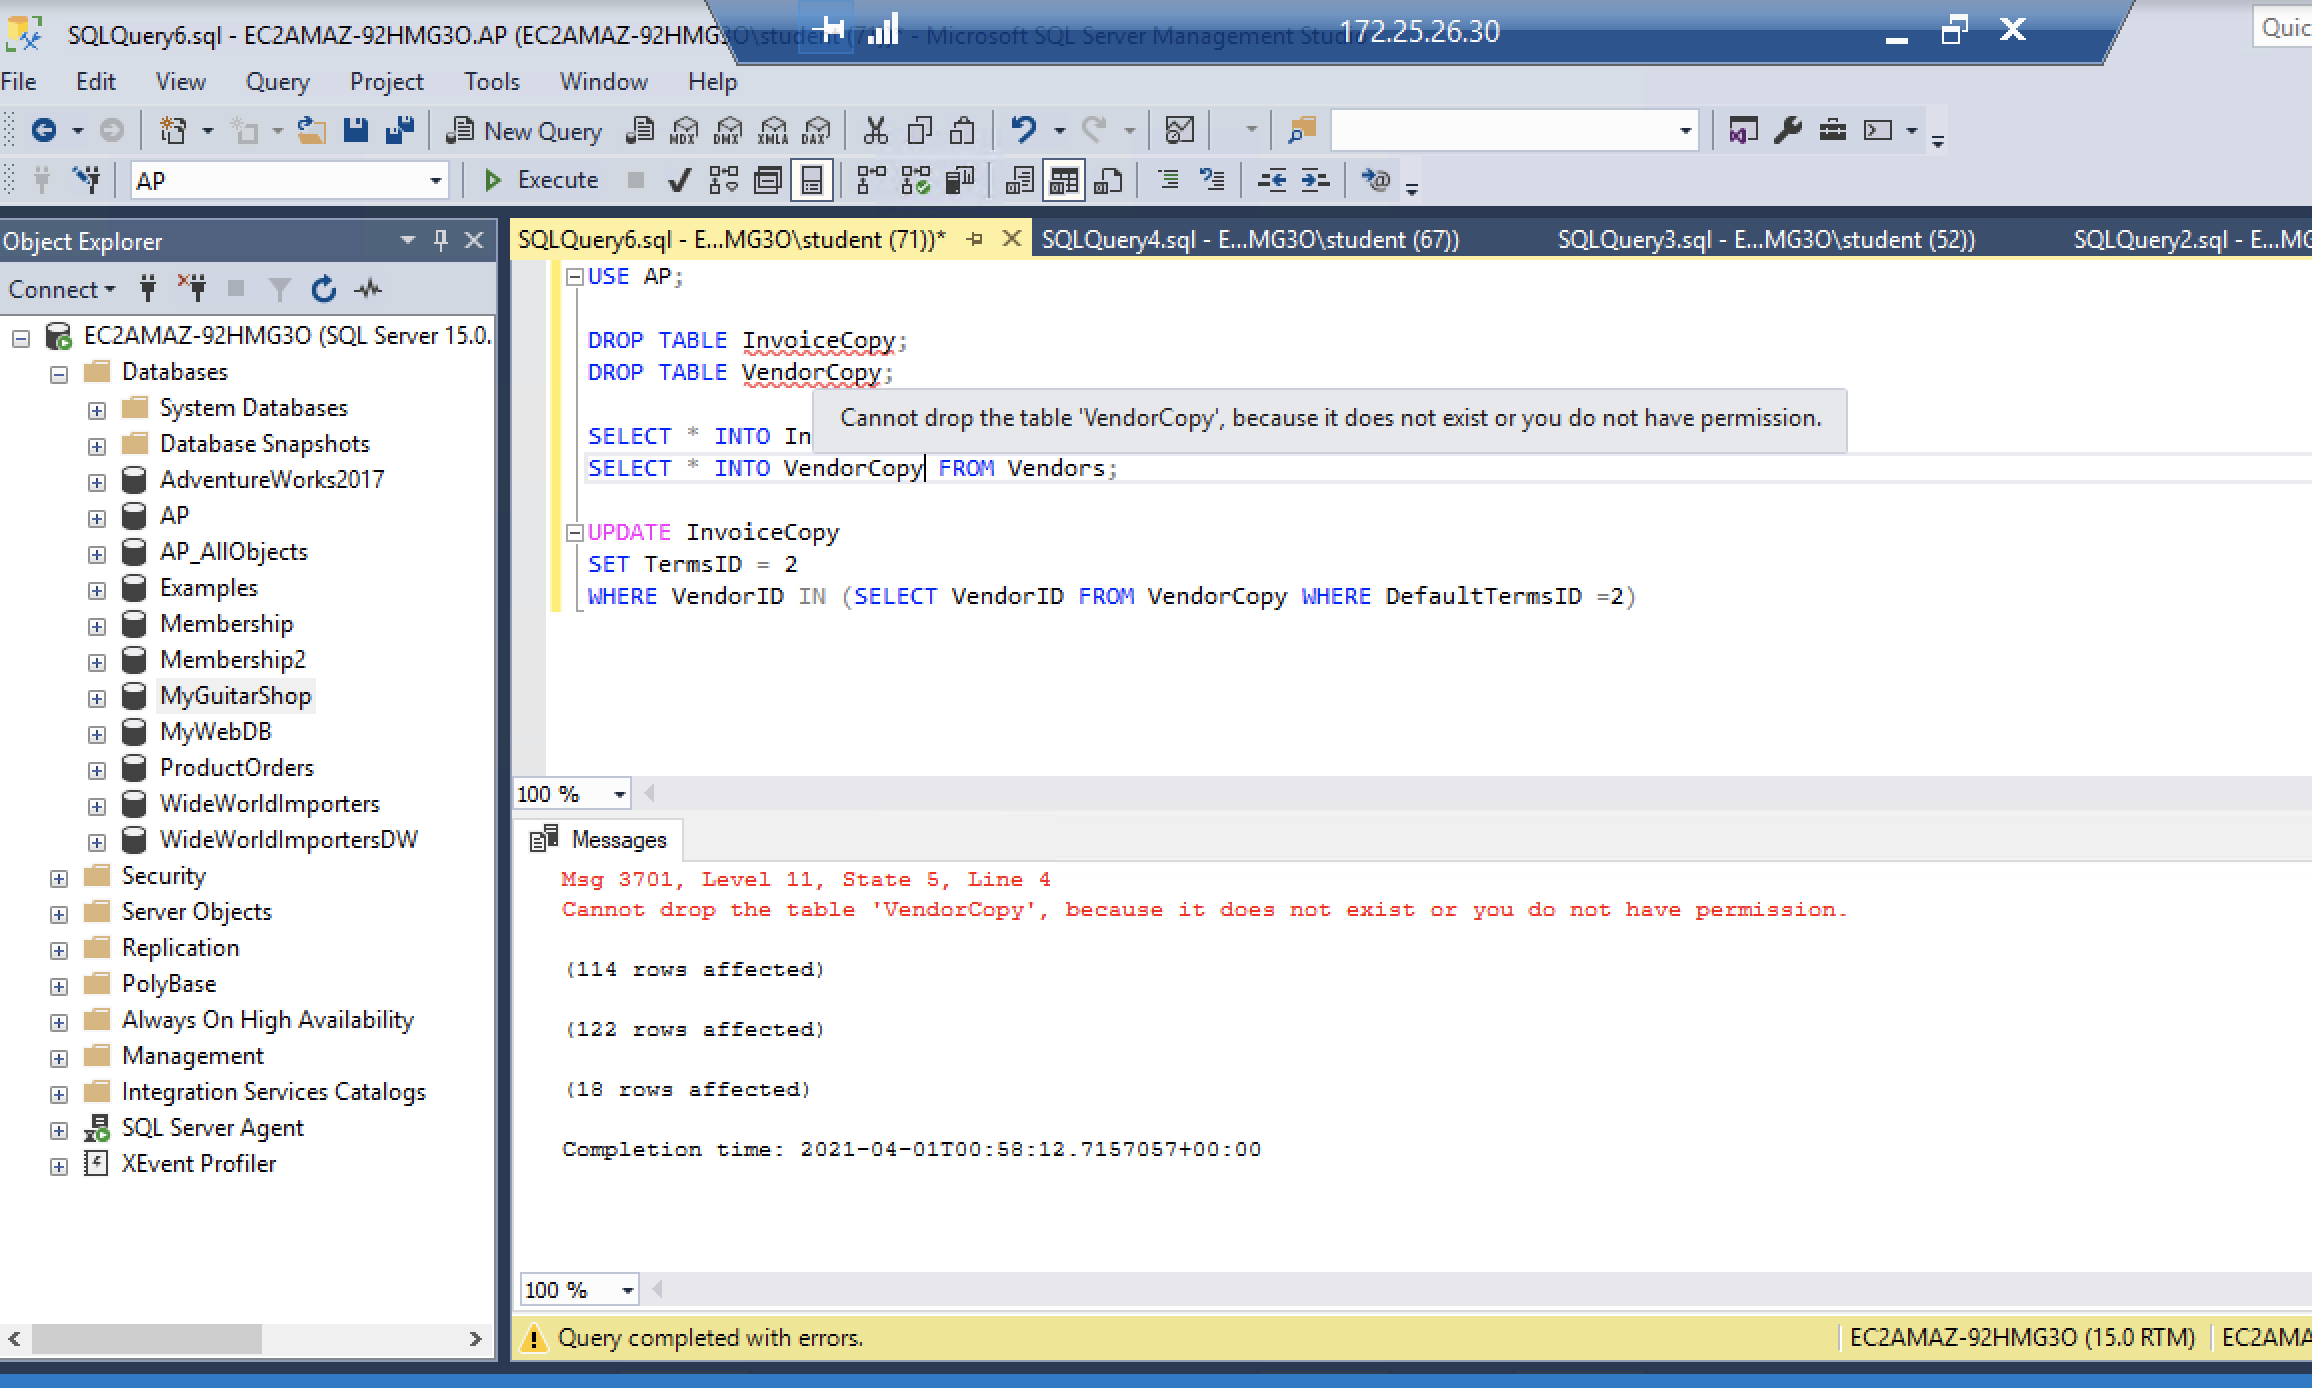 SQLQuery6.sql - EC2AMAZ-92HMG3O.AP (EC2AMAZ-92HMG3O\student (71))* - Microsoft SQL Server Management Studio
172.25.26.30
Quic
File Edit View Query Project Tools Window Help
New Query MDX DMX XMLA DAX
AP Execute
Object Explorer
SQLQuery6.sql - E...MG3O\student (71))* SQLQuery4.sql - E...MG3O\student (67)) SQLQuery3.sql - E...MG3O\student (52)) SQLQuery2.sql - E...MG
Connect
EC2AMAZ-92HMG3O (SQL Server 15.0.
Databases
System Databases
Database Snapshots
AdventureWorks2017
AP
AP_AllObjects
Examples
Membership
Membership2
MyGuitarShop
MyWebDB
ProductOrders
WideWorldImporters
WideWorldImportersDW
Security
Server Objects
Replication
PolyBase
Always On High Availability
Management
Integration Services Catalogs
SQL Server Agent
XEvent Profiler
USE AP;
DROP TABLE InvoiceCopy;
DROP TABLE VendorCopy;
Cannot drop the table 'VendorCopy', because it does not exist or you do not have permission.
SELECT * INTO In
SELECT * INTO VendorCopy FROM Vendors;
UPDATE InvoiceCopy
SET TermsID = 2
WHERE VendorID IN (SELECT VendorID FROM VendorCopy WHERE DefaultTermsID =2)
100 %
Messages
Msg 3701, Level 11, State 5, Line 4
Cannot drop the table 'VendorCopy', because it does not exist or you do not have permission.
(114 rows affected)
(122 rows affected)
(18 rows affected)
Completion time: 2021-04-01T00:58:12.7157057+00:00
100 %
Query completed with errors. EC2AMAZ-92HMG3O (15.0 RTM) EC2AMA